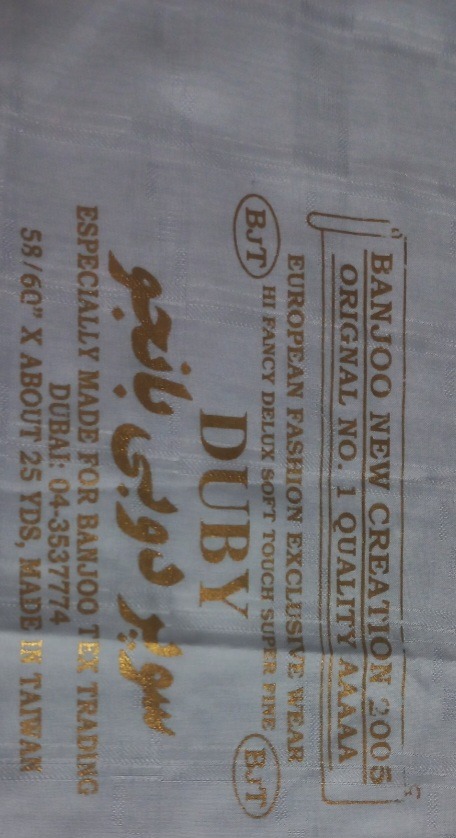 BANJOO NEW CREATION 2005
ORIGNAL NO. 1 QUALITY AAAAA
EUROPEAN FASHION EXCLUSIVE WEAR
BJT HI FANCY DELUX SOFT TOUCH SUPER FINE BJT
DUBY
سوپر دوبی بانجو
ESPECIALLY MADE FOR BANJOO TEX TRADING
DUBAI: 04-3537774
58/60" X ABOUT 25 YDS, MADE IN TAIWAN